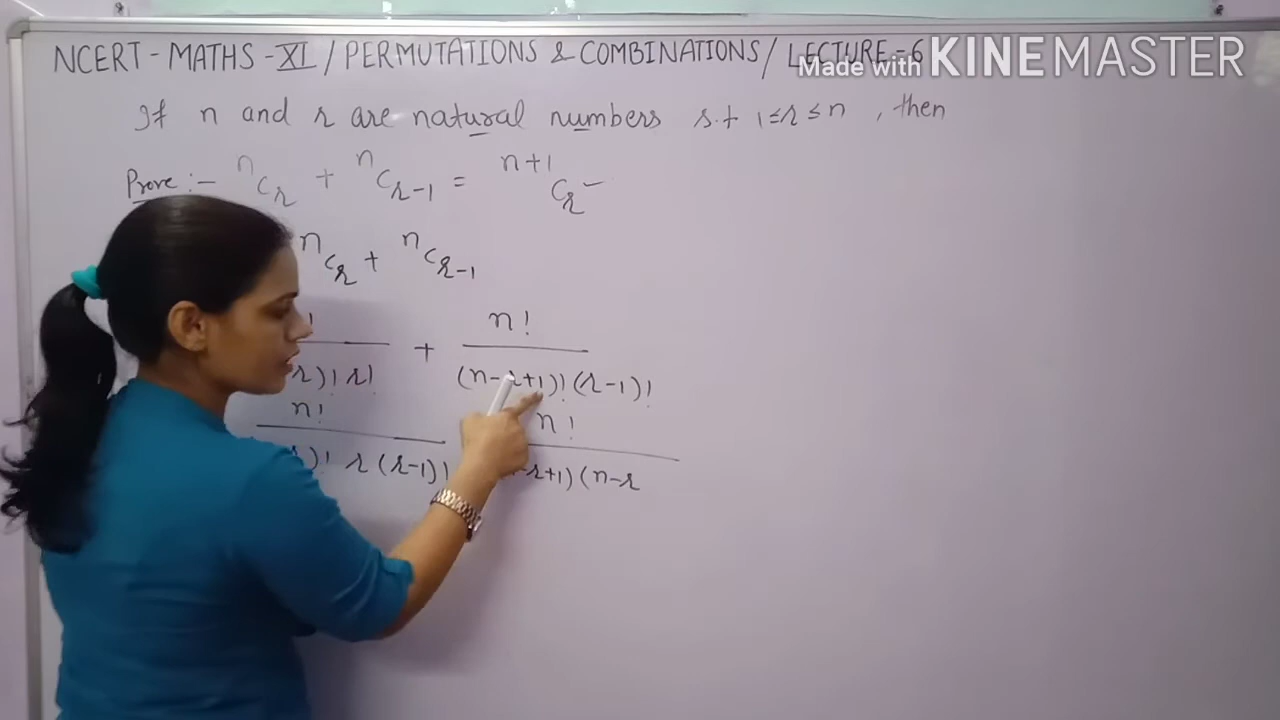 NCERT - MATHS - XI / PERMUTATIONS & COMBINATIONS / LECTURE - 6
Made with KINEMASTER
If n and r are natural numbers s.t 1 ≤ r ≤ n , then
Prove :- nCr + nCr-1 = n+1Cr
nCr + nCr-1
! + n!
r)! r! (n-r+1)! (r-1)!
n! n!
)! r (r-1)! -r+1) (n-r